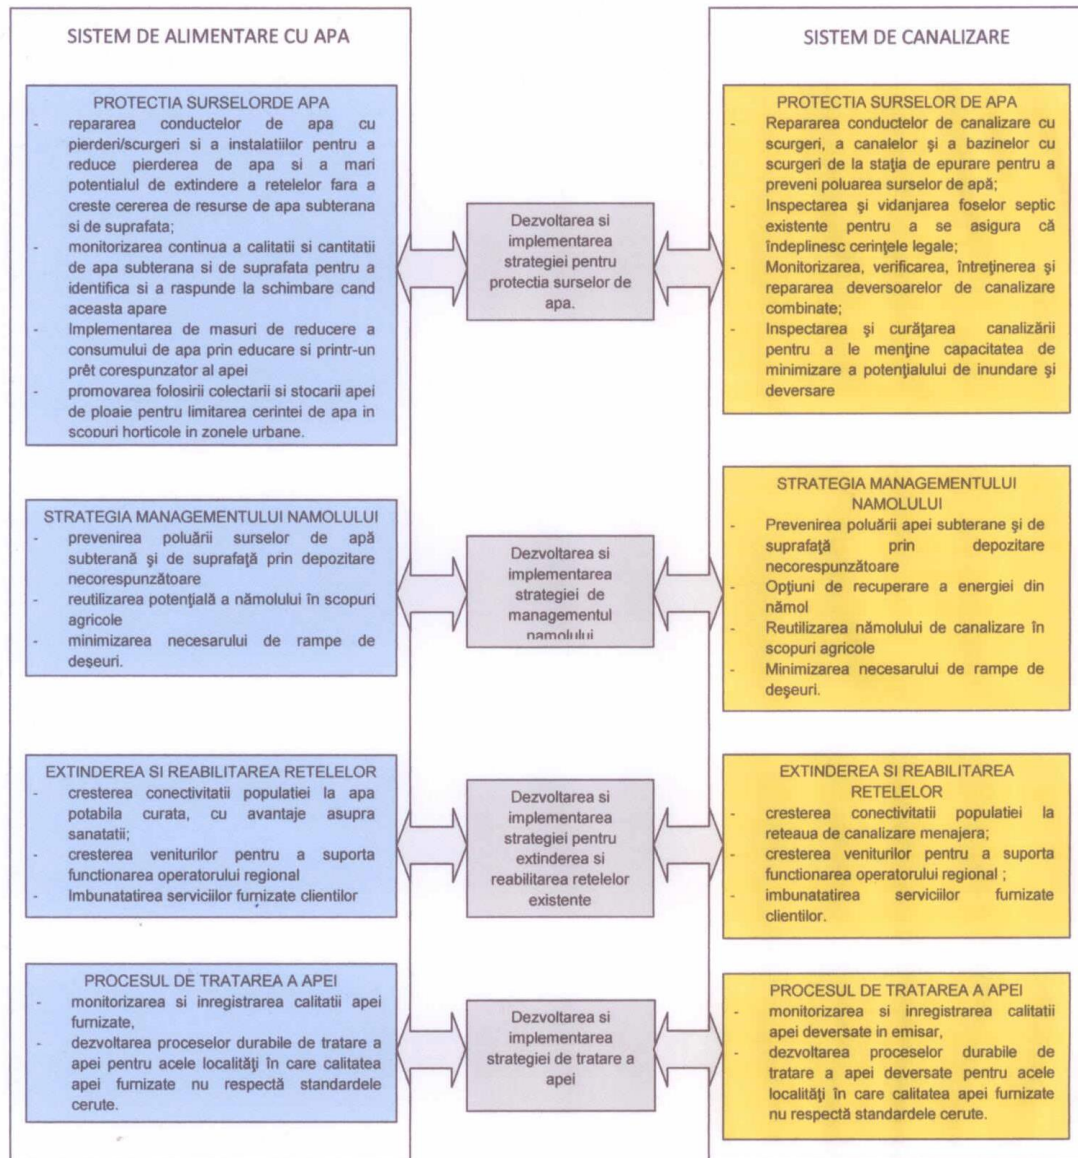 SISTEM DE ALIMENTARE CU APA
PROTECTIA SURSELORDE APA
- repararea conductelor de apa cu
pierderi/scurgeri si a instalatiilor pentru a
reduce pierderea de apa si a mari
potentialul de extindere a retelelor fara a
creste cererea de resurse de apa subterana
si de suprafata;
- monitorizarea continua a calitatii si cantitatii
de apa subterana si de suprafata pentru a
identifica si a raspunde la schimbare cand
aceasta apare
- Implementarea de masuri de reducere a
consumului de apa prin educare si printr-un
prêt corespunzator al apei
- promovarea folosirii colectarii si stocarii apei
de ploaie pentru limitarea cerintei de apa in
scopuri horticole in zonele urbane.
STRATEGIA MANAGEMENTULUI NAMOLULUI
- prevenirea poluării surselor de apă
subterană şi de suprafaţă prin depozitare
necorespunzătoare
- reutilizarea potenţială a nămolului în scopuri
agricole
- minimizarea necesarului de rampe de
deşeuri.
EXTINDEREA SI REABILITAREA RETELELOR
- cresterea conectivitatii populatiei la apa
potabila curata, cu avantaje asupra
sanatatii;
- cresterea veniturilor pentru a suporta
functionarea operatorului regional
- Imbunatatirea serviciilor furnizate clientilor
PROCESUL DE TRATAREA A APEI
- monitorizarea si inregistrarea calitatii apei
furnizate,
- dezvoltarea proceselor durabile de tratare a
apei pentru acele localităţi în care calitatea
apei furnizate nu respectă standardele
cerute.
Dezvoltarea si
implementarea
strategiei pentru
protectia surselor de
apa.
Dezvoltarea si
implementarea
strategiei de
managementul
namolului
Dezvoltarea si
implementarea
strategiei pentru
extinderea si
reabilitarea retelelor
existente
Dezvoltarea si
implementarea
strategiei de tratare a
apei
SISTEM DE CANALIZARE
PROTECTIA SURSELOR DE APA
- Repararea conductelor de canalizare cu
scurgeri, a canalelor şi a bazinelor cu
scurgeri de la staţia de epurare pentru a
preveni poluarea surselor de apă;
- Inspectarea şi vidanjarea foselor septic
existente pentru a se asigura că
îndeplinesc cerinţele legale;
- Monitorizarea, verificarea, întreţinerea şi
repararea deversoarelor de canalizare
combinate;
- Inspectarea şi curăţarea canalizării
pentru a le menţine capacitatea de
minimizare a potenţialului de inundare şi
deversare
STRATEGIA MANAGEMENTULUI
NAMOLULUI
- Prevenirea poluării apei subterane şi de
suprafaţă prin depozitare
necorespunzătoare
- Opţiuni de recuperare a energiei din
nămol
- Reutilizarea nămolului de canalizare în
scopuri agricole
- Minimizarea necesarului de rampe de
deşeuri.
EXTINDEREA SI REABILITAREA
RETELELOR
- cresterea conectivitatii populatiei la
reteaua de canalizare menajera;
- cresterea veniturilor pentru a suporta
functionarea operatorului regional ;
- imbunatatirea serviciilor furnizate
clientilor.
PROCESUL DE TRATAREA A APEI
- monitorizarea si inregistrarea calitatii
apei deversate in emisar,
- dezvoltarea proceselor durabile de
tratare a apei deversate pentru acele
localităţi în care calitatea apei furnizate
nu respectă standardele cerute.